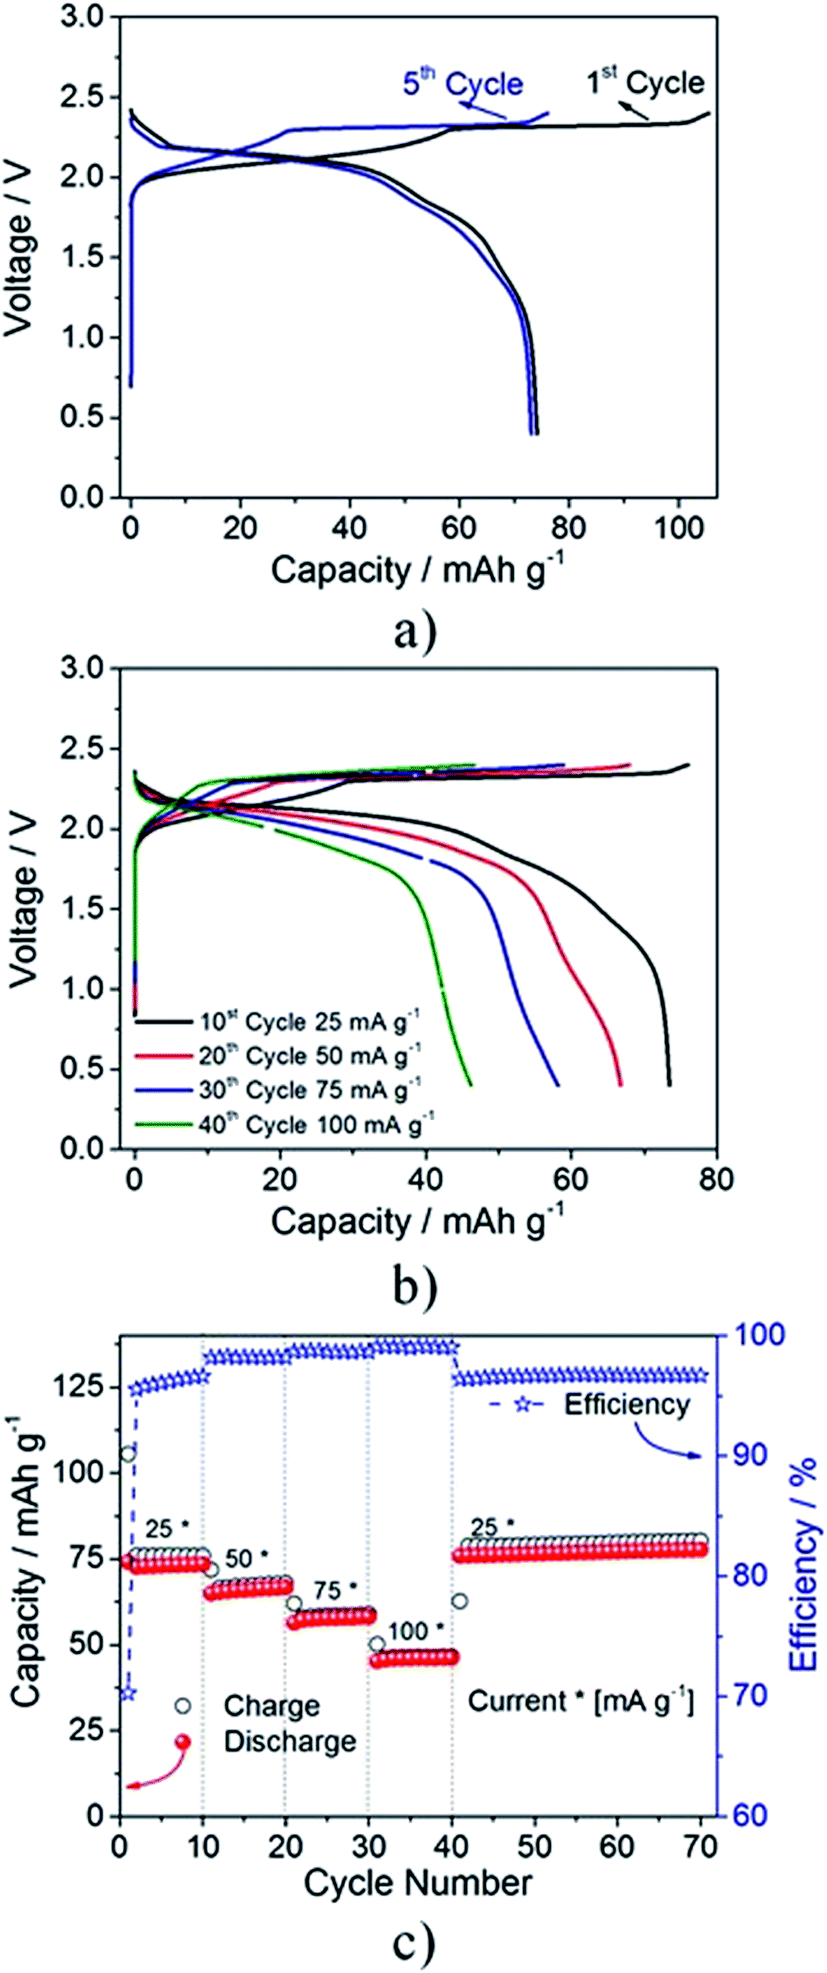 3.0
2.5
2.0
1.5
1.0
0.5
0.0
Voltage / V
5th Cycle
1st Cycle
0 20 40 60 80 100
Capacity / mAh g-1
a)
3.0
2.5
2.0
1.5
1.0
0.5
0.0
Voltage / V
10st Cycle 25 mA g-1
20th Cycle 50 mA g-1
30th Cycle 75 mA g-1
40th Cycle 100 mA g-1
0 20 40 60 80
Capacity / mAh g-1
b)
125
100
75
50
25
0
Capacity / mAh g-1
100
90
80
70
60
Efficiency / %
Efficiency
25 *
50 *
75 *
100 *
25 *
Charge
Discharge
Current * [mA g-1]
0 10 20 30 40 50 60 70
Cycle Number
c)